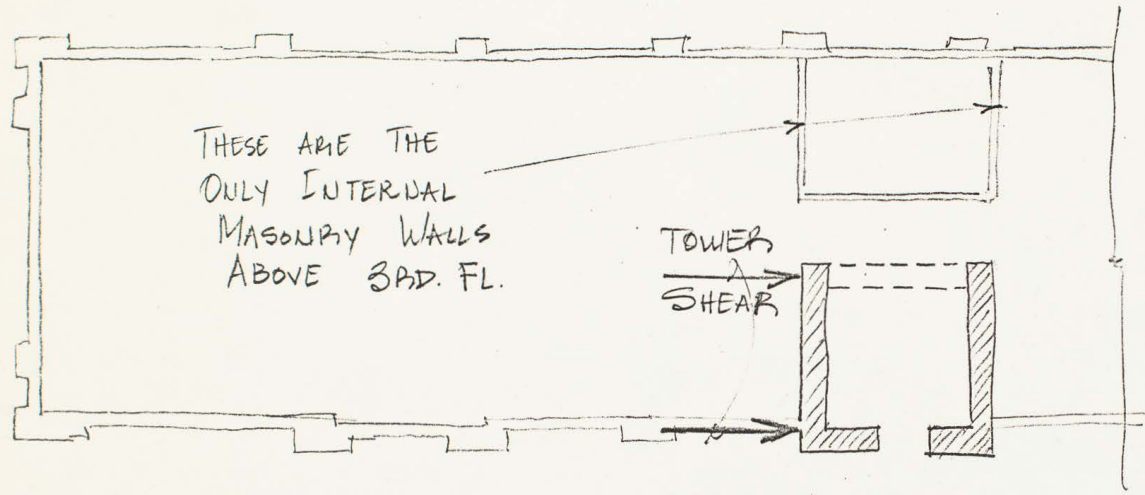 THESE ARE THE
ONLY INTERNAL
MASONRY WALLS
ABOVE 3RD. FL.
TOWER
SHEAR